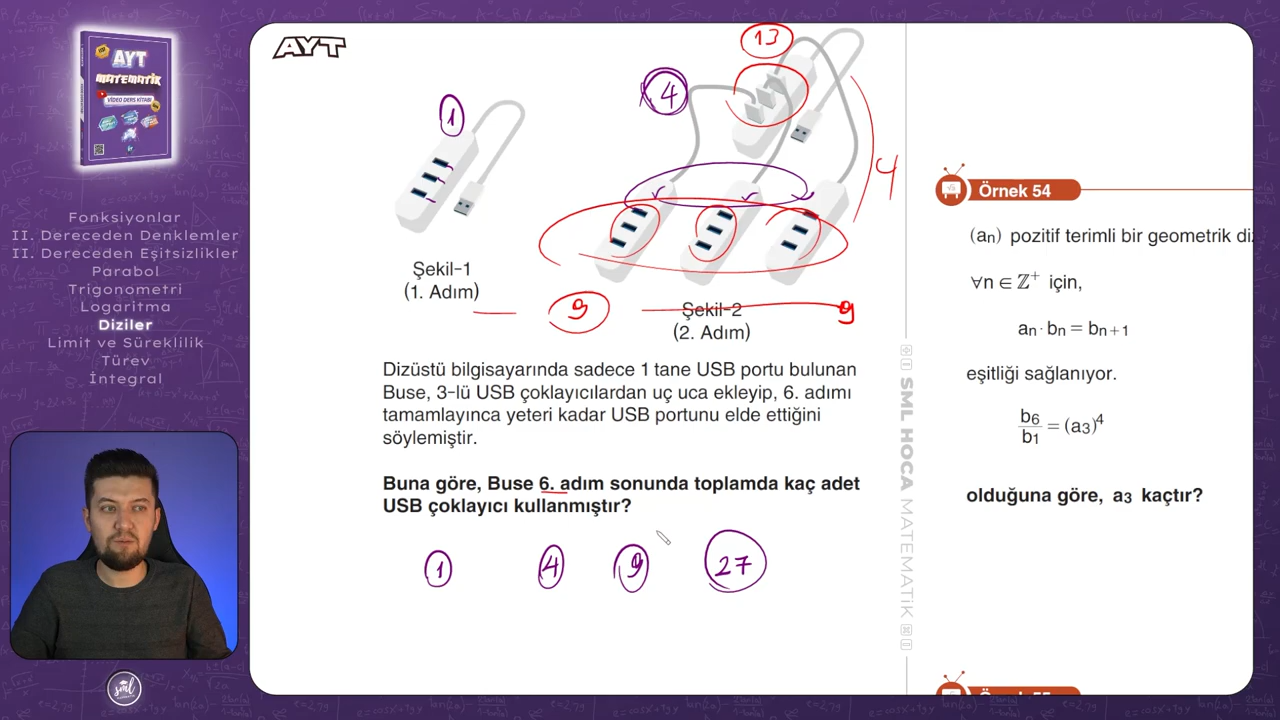 AYT
MATEMATİK
VİDEO DERS KİTABI
Fonksiyonlar
II. Dereceden Denklemler
II. Dereceden Eşitsizlikler
Parabol
Trigonometri
Logaritma
Diziler
Limit ve Süreklilik
Türev
İntegral
sml
AYT
1
4
13
4
Şekil-1
(1. Adım)
9
9
Şekil-2
(2. Adım)
Dizüstü bilgisayarında sadece 1 tane USB portu bulunan
Buse, 3-lü USB çoklayıcılardan uç uca ekleyip, 6. adımı
tamamlayınca yeteri kadar USB portunu elde ettiğini
söylemiştir.
Buna göre, Buse 6. adım sonunda toplamda kaç adet
USB çoklayıcı kullanmıştır?
1 4 9 27
SML HOCA MATEMATİK
Örnek 54
(an) pozitif terimli bir geometrik di
∀n ∈ ℤ⁺ için,
an · bn = bn+1
eşitliği sağlanıyor.
b6/b1 = (a3)⁴
olduğuna göre, a3 kaçtır?